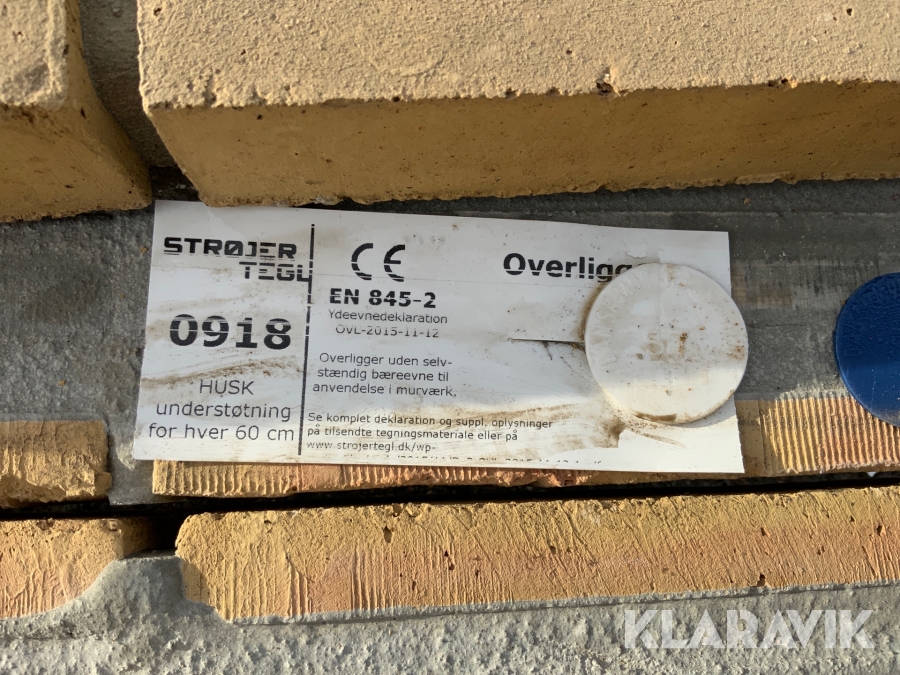 STRØJER
TEGL
0918
HUSK
understøtning
for hver 60 cm
CE
EN 845-2
Ydeevnedeklaration
OVL-2015-11-12
Overligger uden selv-
stændig bæreevne til
anvendelse i murværk.
Se komplet deklaration og suppl. oplysninger
på tilsendte tegningsmateriale eller på
www.strojertegl.dk/wp-
Overligg
KLARAVIK